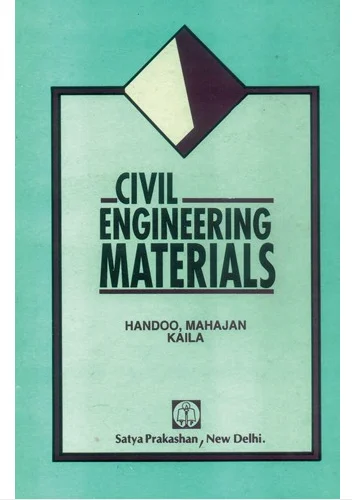 CIVIL
ENGINEERING
MATERIALS
HANDOO, MAHAJAN
KAILA
Satya Prakashan, New Delhi.